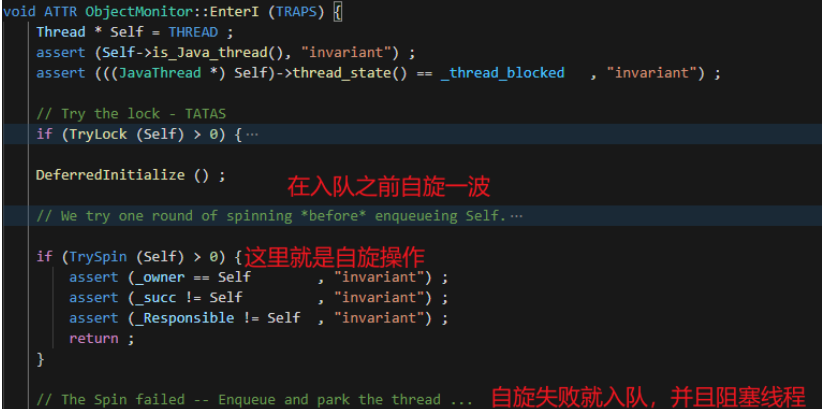 void ATTR ObjectMonitor::EnterI (TRAPS) {
Thread * Self = THREAD ;
assert (Self->is_Java_thread(), "invariant") ;
assert (((JavaThread *) Self)->thread_state() == _thread_blocked , "invariant") ;
// Try the lock - TATAS
if (TryLock (Self) > 0) {…
DeferredInitialize () ;
在入队之前自旋一波
// We try one round of spinning *before* enqueueing Self.…
if (TrySpin (Self) > 0) {这里就是自旋操作
assert (_owner == Self , "invariant") ;
assert (_succ != Self , "invariant") ;
assert (_Responsible != Self , "invariant") ;
return ;
}
// The Spin failed -- Enqueue and park the thread ... 自旋失败就入队，并且阻塞线程